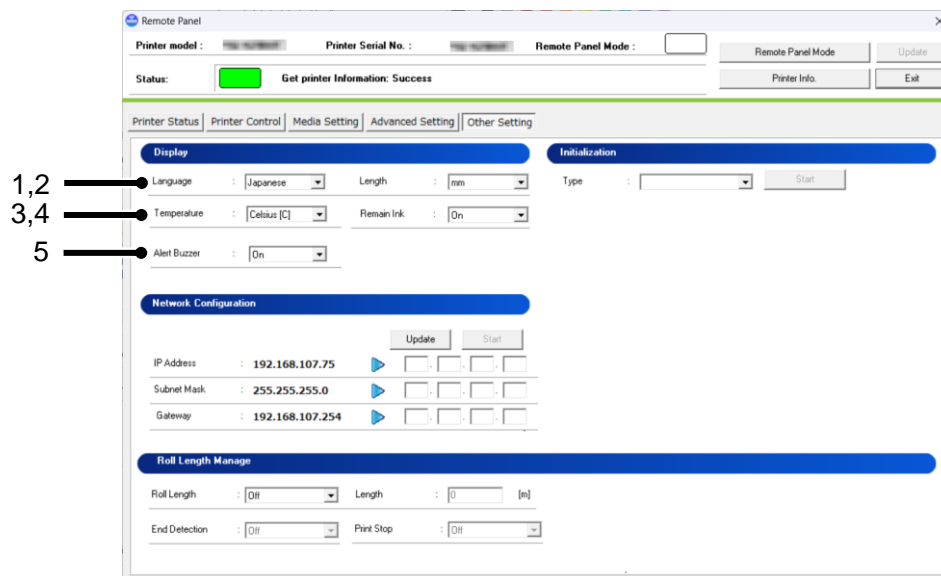 Remote Panel
Printer model : Printer Serial No. : Remote Panel Mode :
Remote Panel Mode Update
Status: Get printer Information: Success
Printer Info. Exit
Printer Status Printer Control Media Setting Advanced Setting Other Setting
Display Initialization
1,2 Language : Japanese Length : mm Type : Start
3,4 Temperature : Celsius [C] Remain Ink : On
5 Alert Buzzer : On
Network Configuration
Update Start
IP Address : 192.168.107.75 . . .
Subnet Mask : 255.255.255.0 . . .
Gateway : 192.168.107.254 . . .
Roll Length Manage
Roll Length : Off Length : 0 [m]
End Detection : Off Print Stop : Off